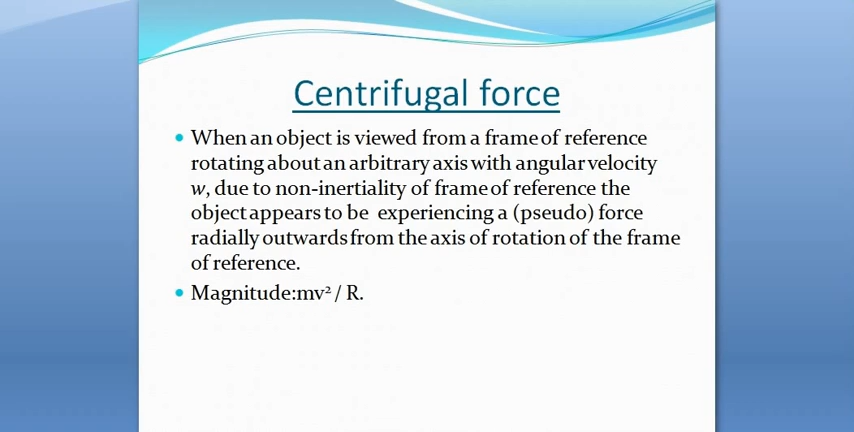 Centrifugal force
When an object is viewed from a frame of reference
rotating about an arbitrary axis with angular velocity
w, due to non-inertiality of frame of reference the
object appears to be experiencing a (pseudo) force
radially outwards from the axis of rotation of the frame
of reference.
Magnitude:mv² / R.